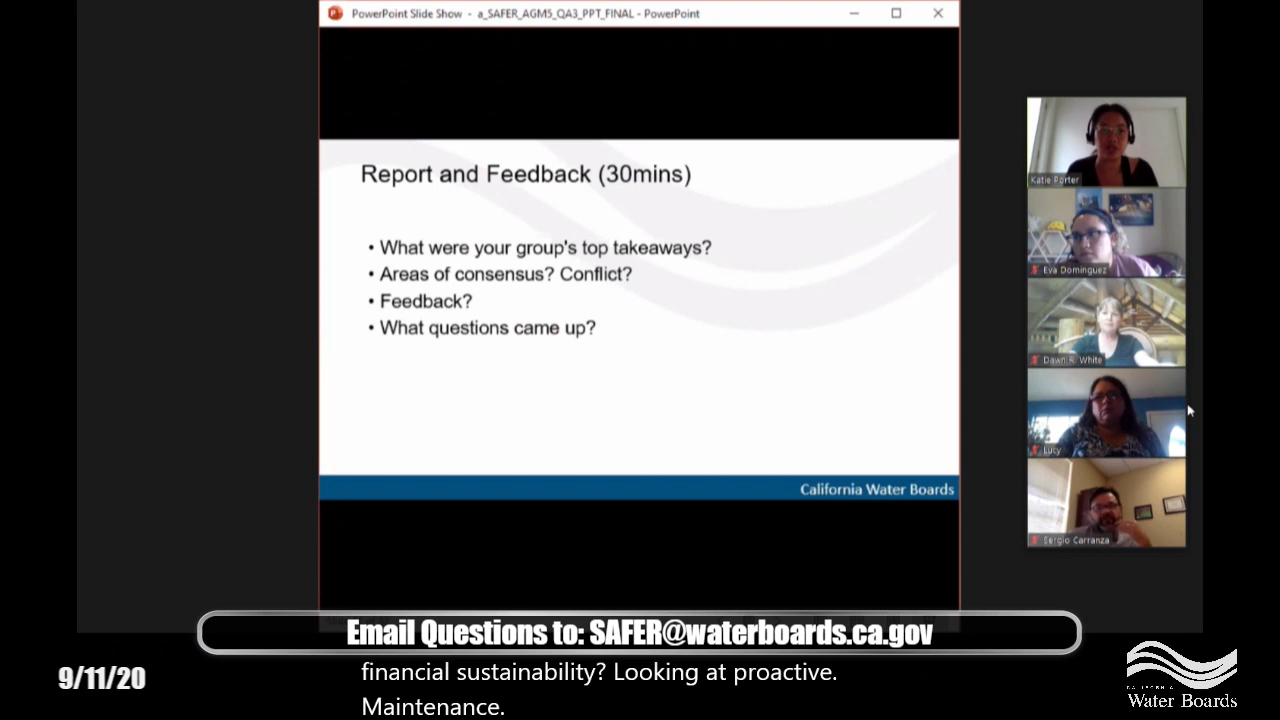 PowerPoint Slide Show - a_SAFER_AGM5_QA3_PPT_FINAL - PowerPoint
Report and Feedback (30mins)
• What were your group's top takeaways?
• Areas of consensus? Conflict?
• Feedback?
• What questions came up?
California Water Boards
Katie Porter
Eva Dominguez
Dawn R. White
Lucy
Sergio Carranza
Email Questions to: SAFER@waterboards.ca.gov
financial sustainability? Looking at proactive.
Maintenance.
9/11/20
CALIFORNIA
Water Boards